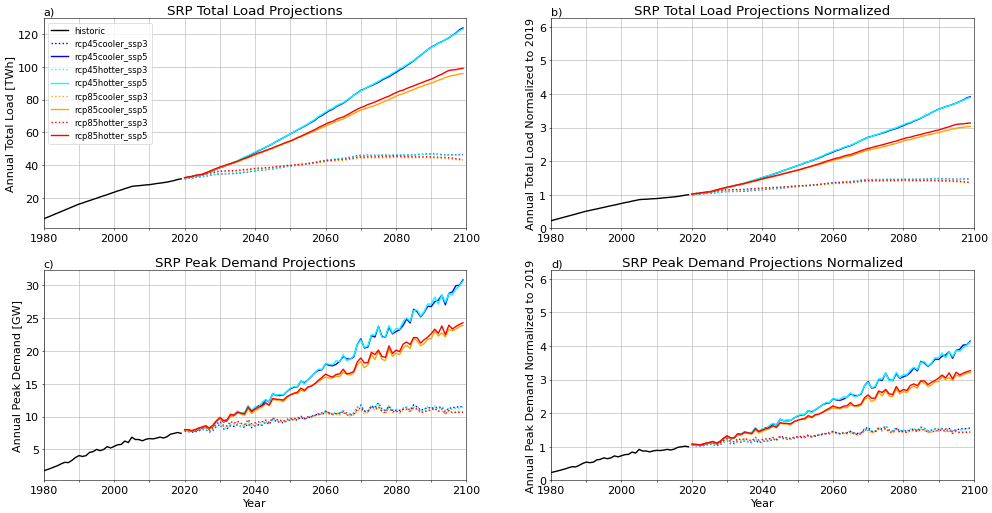 a)
SRP Total Load Projections
Annual Total Load [TWh]
120
100
80
60
40
20
historic
rcp45cooler_ssp3
rcp45cooler_ssp5
rcp45hotter_ssp3
rcp45hotter_ssp5
rcp85cooler_ssp3
rcp85cooler_ssp5
rcp85hotter_ssp3
rcp85hotter_ssp5
1980 2000 2020 2040 2060 2080 2100
b)
SRP Total Load Projections Normalized
Annual Total Load Normalized to 2019
6
5
4
3
2
1
0
1980 2000 2020 2040 2060 2080 2100
c)
SRP Peak Demand Projections
Annual Peak Demand [GW]
30
25
20
15
10
5
1980 2000 2020 2040 2060 2080 2100
Year
d)
SRP Peak Demand Projections Normalized
Annual Peak Demand Normalized to 2019
6
5
4
3
2
1
0
1980 2000 2020 2040 2060 2080 2100
Year